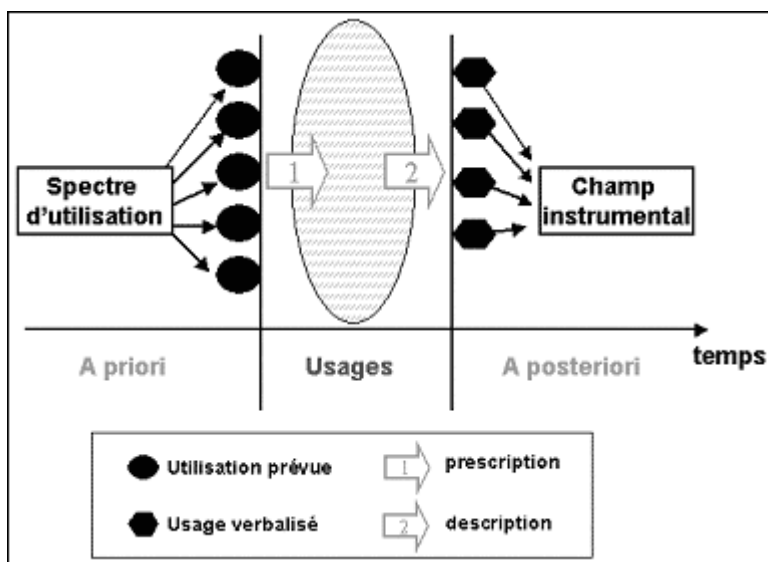 Spectre
d'utilisation
1
2
Champ
instrumental
A priori
Usages
A posteriori
temps
Utilisation prévue
1
prescription
Usage verbalisé
2
description